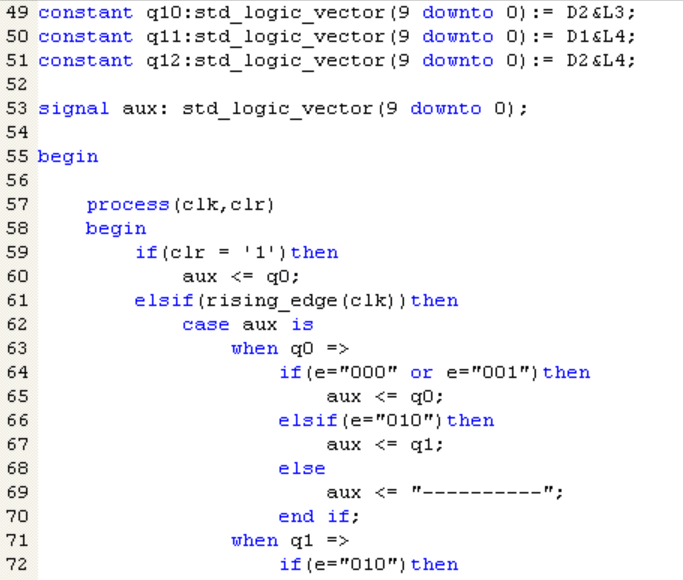 49 constant q10:std_logic_vector(9 downto 0):= D2&L3;
50 constant q11:std_logic_vector(9 downto 0):= D1&L4;
51 constant q12:std_logic_vector(9 downto 0):= D2&L4;
52
53 signal aux: std_logic_vector(9 downto 0);
54
55 begin
56
57     process(clk,clr)
58     begin
59         if(clr = '1')then
60             aux <= q0;
61         elsif(rising_edge(clk))then
62             case aux is
63                 when q0 =>
64                     if(e="000" or e="001")then
65                         aux <= q0;
66                     elsif(e="010")then
67                         aux <= q1;
68                     else
69                         aux <= "----------";
70                     end if;
71                 when q1 =>
72                     if(e="010")then